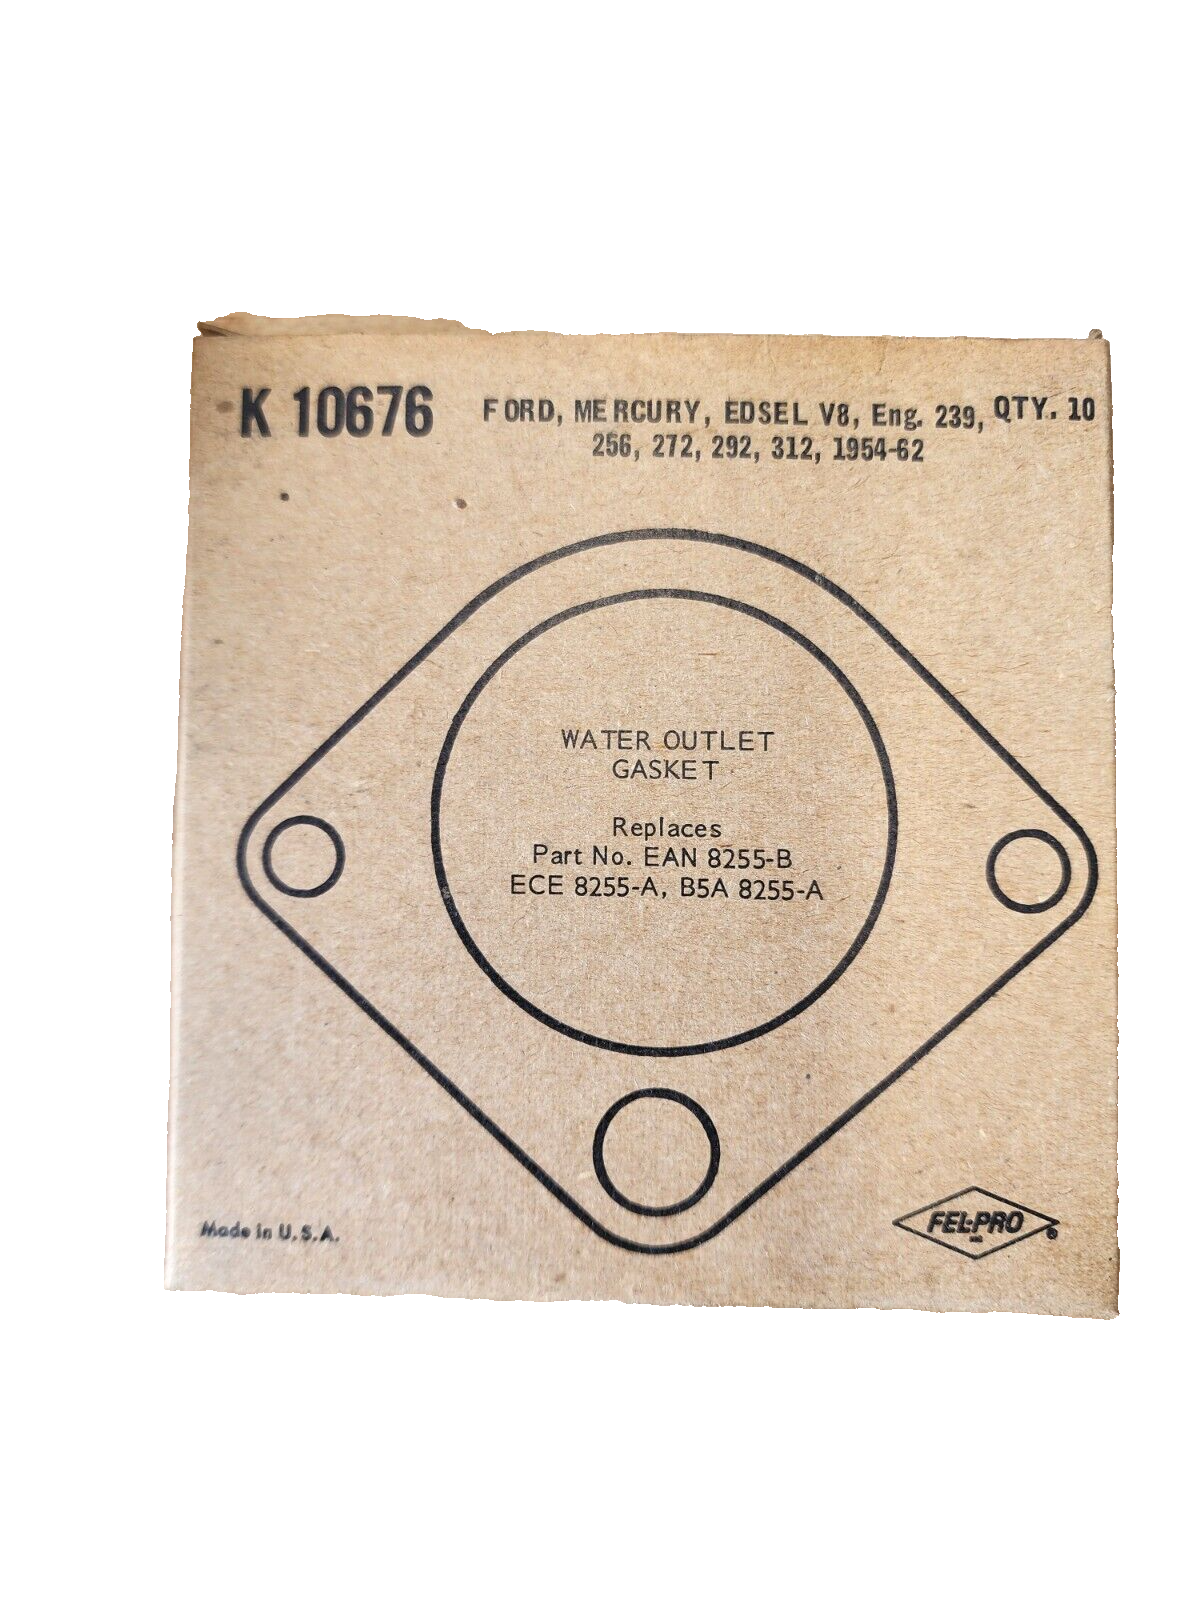 K 10676 FORD, MERCURY, EDSEL V8, Eng. 239, QTY. 10
256, 272, 292, 312, 1954-62
WATER OUTLET
GASKET
Replaces
Part No. EAN 8255-B
ECE 8255-A, B5A 8255-A
Made in U.S.A.
FEL-PRO ®